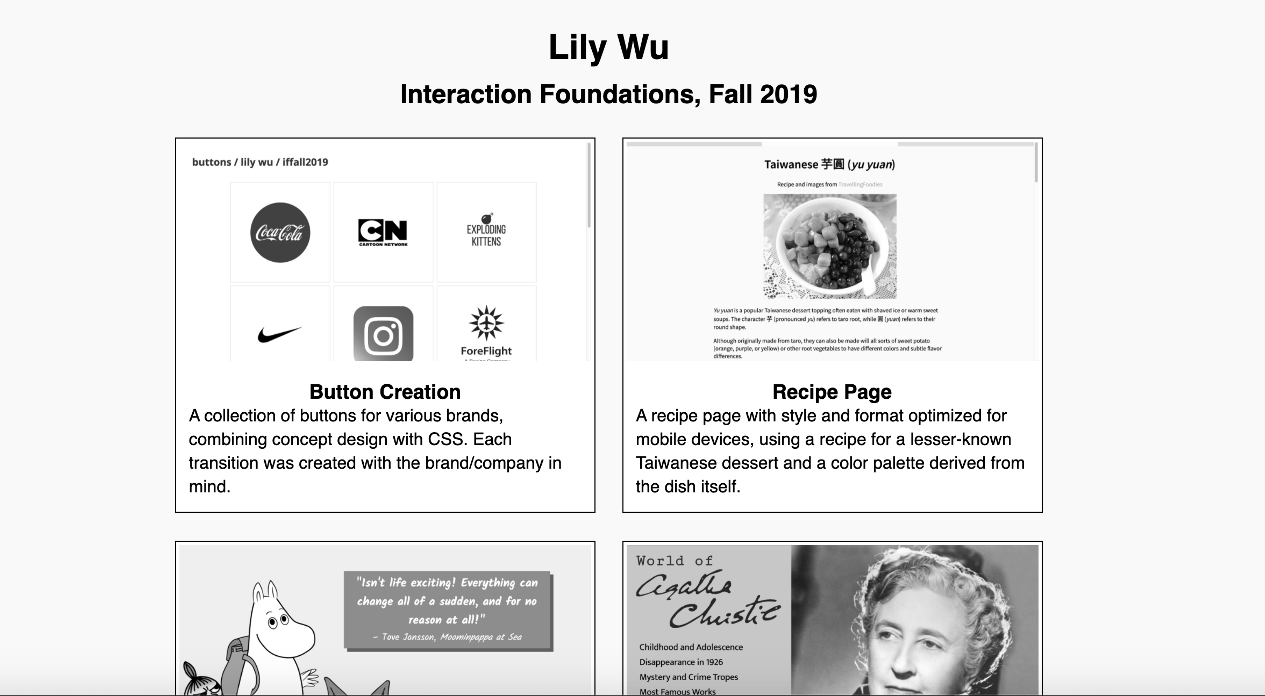 Lily Wu
Interaction Foundations, Fall 2019
buttons / lily wu / iffall2019
Coca-Cola
CN
CARTOON NETWORK
EXPLODING
KITTENS
ForeFlight
Button Creation
A collection of buttons for various brands,
combining concept design with CSS. Each
transition was created with the brand/company in
mind.
Taiwanese 芋圓 (yu yuan)
Recipe and images from TravellingFoodies
Yu yuan is a popular Taiwanese dessert topping often eaten with shaved ice or warm sweet
soups. The character 芋 (pronounced yu) refers to taro root, while 圓 (yuan) refers to their
round shape.
Although originally made from taro, they can also be made will all sorts of sweet potato
(orange, purple, or yellow) or other root vegetables to have different colors and subtle flavor
differences.
Recipe Page
A recipe page with style and format optimized for
mobile devices, using a recipe for a lesser-known
Taiwanese dessert and a color palette derived from
the dish itself.
"Isn't life exciting! Everything can
change all of a sudden, and for no
reason at all!"
– Tove Jansson, Moominpappa at Sea
World of
Agatha
Christie
Childhood and Adolescence
Disappearance in 1926
Mystery and Crime Tropes
Most Famous Works